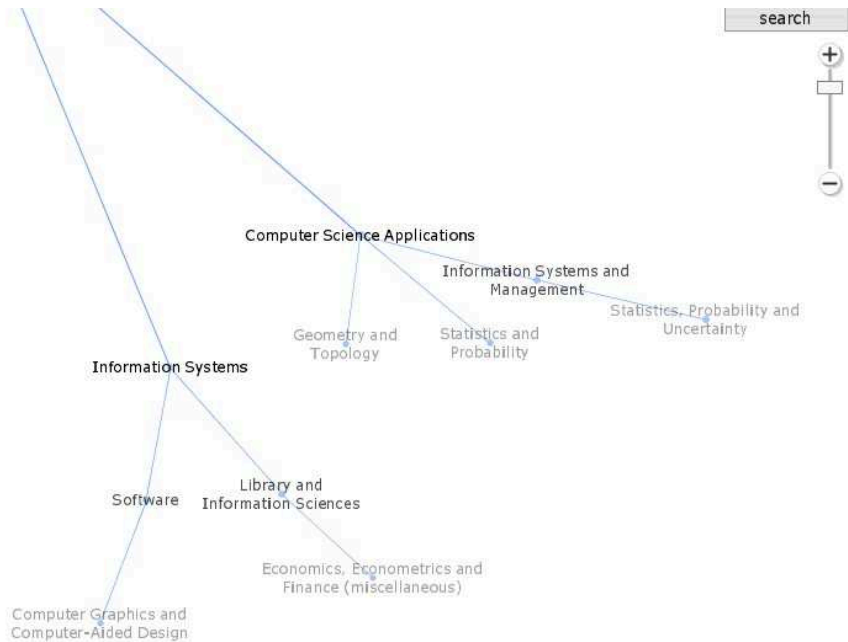 search
Computer Science Applications
Information Systems and
Management
Statistics, Probability and
Uncertainty
Geometry and
Topology
Statistics and
Probability
Information Systems
Library and
Information Sciences
Software
Economics, Econometrics and
Finance (miscellaneous)
Computer Graphics and
Computer-Aided Design